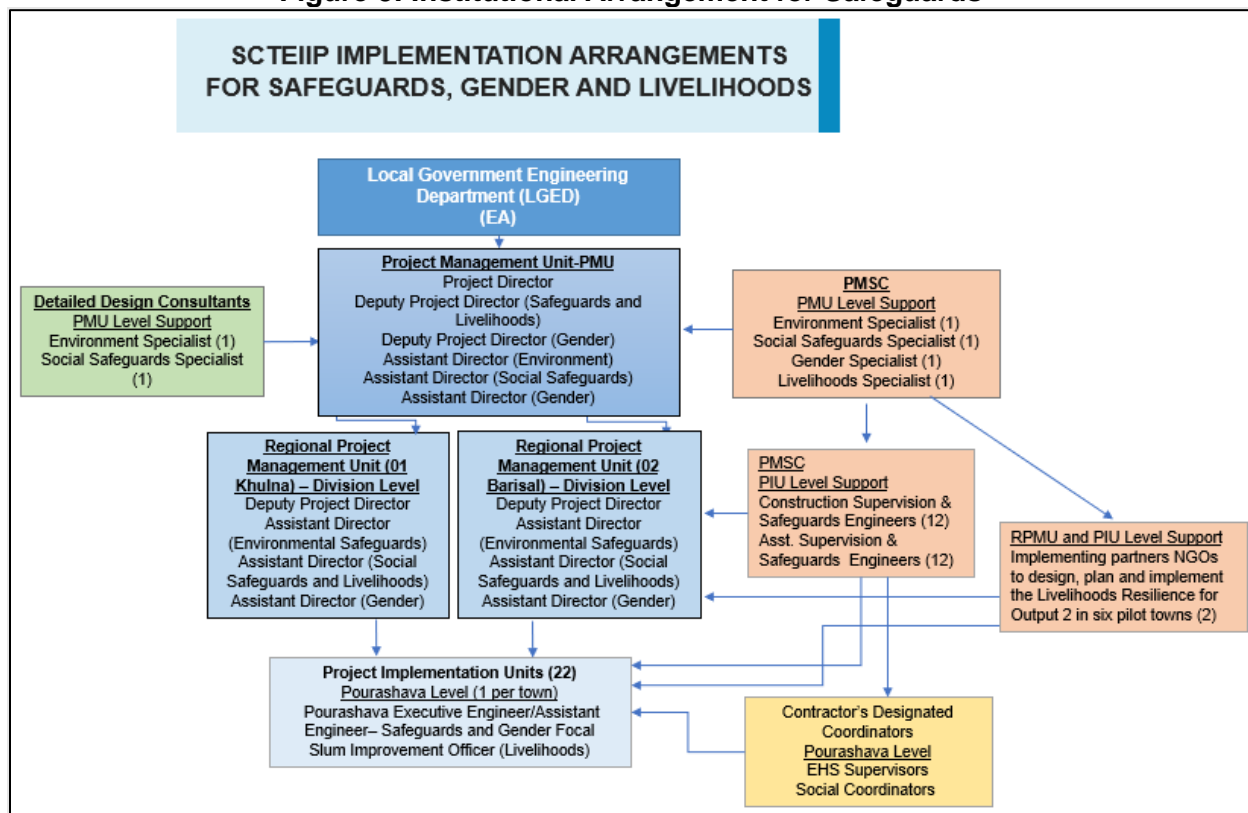 Figure Institutional Arrangement for Safeguards
SCTEIIP IMPLEMENTATION ARRANGEMENTS
FOR SAFEGUARDS, GENDER AND LIVELIHOODS
Local Government Engineering
Department (LGED)
(EA)
Project Management Unit-PMU
Project Director
Deputy Project Director (Safeguards and
Livelihoods)
Deputy Project Director (Gender)
Assistant Director (Environment)
Assistant Director (Social Safeguards)
Assistant Director (Gender)
Detailed Design Consultants
PMU Level Support
Environment Specialist (1)
Social Safeguards Specialist
(1)
PMSC
PMU Level Support
Environment Specialist (1)
Social Safeguards Specialist (1)
Gender Specialist (1)
Livelihoods Specialist (1)
Regional Project
Management Unit (01
Khulna) – Division Level
Deputy Project Director
Assistant Director
(Environmental Safeguards)
Assistant Director (Social
Safeguards and Livelihoods)
Assistant Director (Gender)
Regional Project
Management Unit (02
Barisal) – Division Level
Deputy Project Director
Assistant Director
(Environmental Safeguards)
Assistant Director (Social
Safeguards and Livelihoods)
Assistant Director (Gender)
PMSC
PIU Level Support
Construction Supervision &
Safeguards Engineers (12)
Asst. Supervision &
Safeguards Engineers (12)
RPMU and PIU Level Support
Implementing partners NGOs
to design, plan and implement
the Livelihoods Resilience for
Output 2 in six pilot towns (2)
Project Implementation Units (22)
Pourashava Level (1 per town)
Pourashava Executive Engineer/Assistant
Engineer– Safeguards and Gender Focal
Slum Improvement Officer (Livelihoods)
Contractor's Designated
Coordinators
Pourashava Level
EHS Supervisors
Social Coordinators